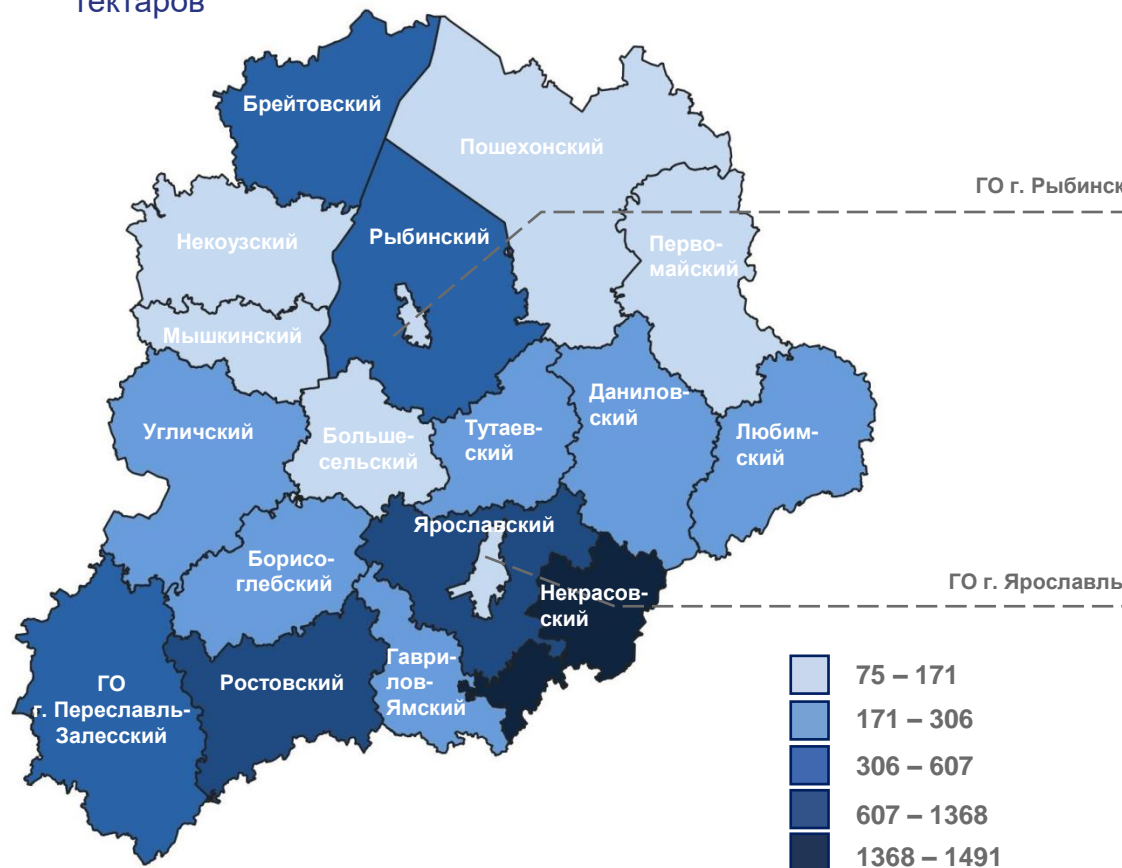 гектаров
Брейтовский
Пошехонский
ГО г. Рыбинск
Некоузский
Рыбинский
Перво-
майский
Мышкинский
Угличский
Больше-
сельский
Тутаев-
ский
Данилов-
ский
Любим-
ский
Ярославский
Борисо-
глебский
Некрасов-
ский
ГО г. Ярославль
Гаври-
лов-
Ямский
Ростовский
ГО
г. Переславль-
Залесский
75 – 171
171 – 306
306 – 607
607 – 1368
1368 – 1491